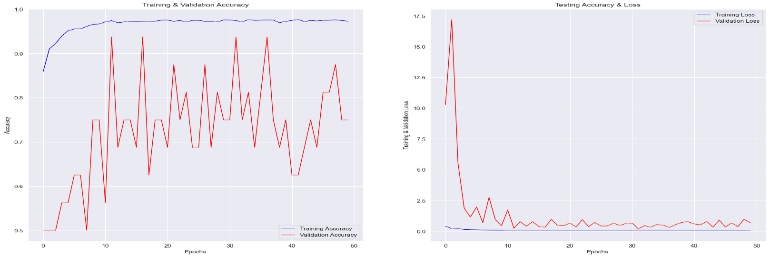 Training & Validation Accuracy
1.0
0.9
0.8
0.7
0.6
0.5
Accuracy
0
10
20
30
40
50
60
Epochs
Training Accuracy
Validation Accuracy
Testing Accuracy & Loss
17.5
15.0
12.5
10.0
7.5
5.0
2.5
0.0
Training & Validation Loss
0
10
20
30
40
50
Epochs
Training Loss
Validation Loss